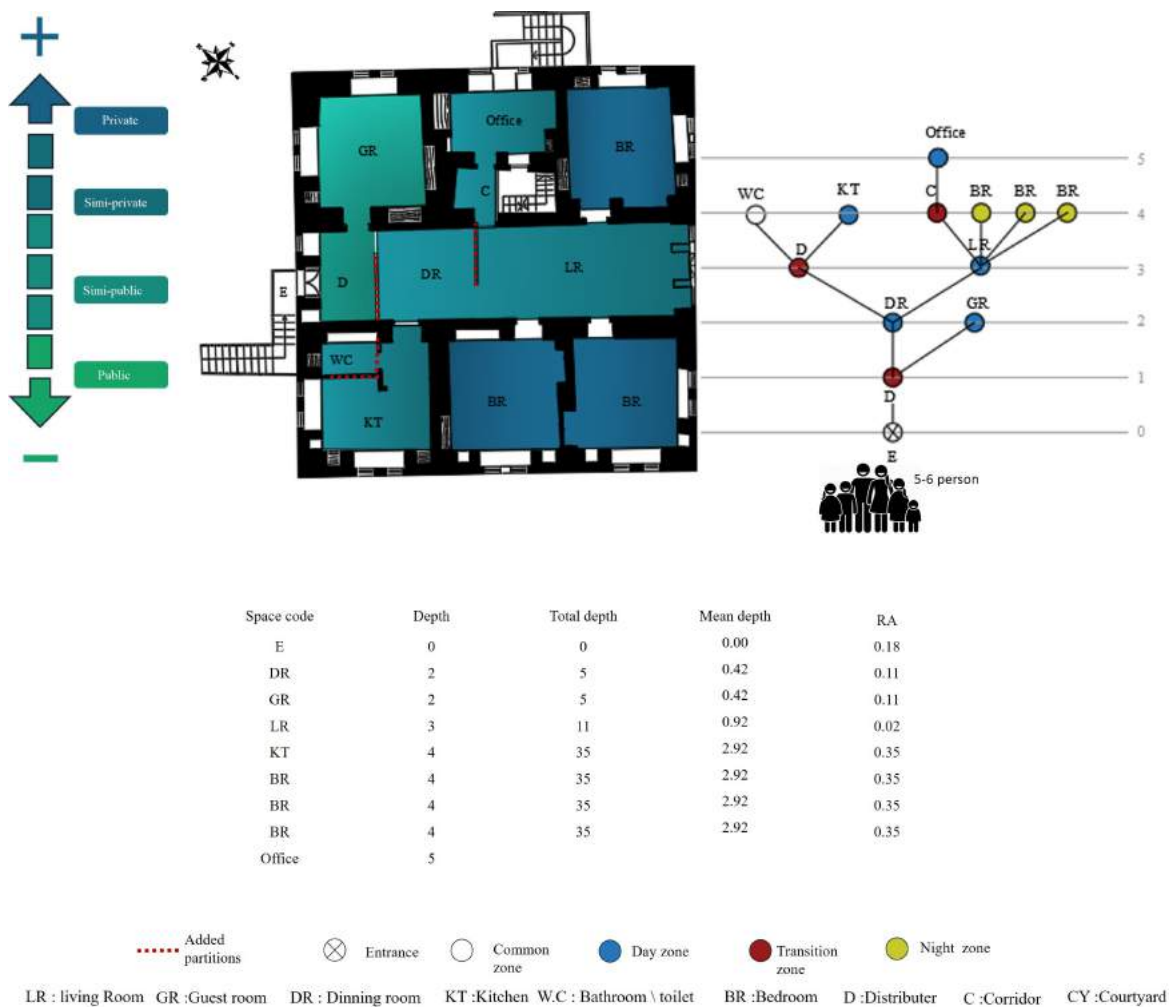 +
Private
Simi-private
Simi-public
Public
−
GR
Office
BR
C
D
DR
LR
E
WC
KT
BR
BR
Office
5
WC
KT
C
BR
BR
BR
4
D
LR
3
DR
GR
2
D
1
E
0
5-6 person
Space code Depth Total depth Mean depth RA
E 0 0 0.00 0.18
DR 2 5 0.42 0.11
GR 2 5 0.42 0.11
LR 3 11 0.92 0.02
KT 4 35 2.92 0.35
BR 4 35 2.92 0.35
BR 4 35 2.92 0.35
BR 4 35 2.92 0.35
Office 5
Added partitions
Entrance
Common zone
Day zone
Transition zone
Night zone
LR : living Room GR :Guest room DR : Dinning room KT :Kitchen W.C : Bathroom \ toilet BR :Bedroom D :Distributer C :Corridor CY :Courtyard